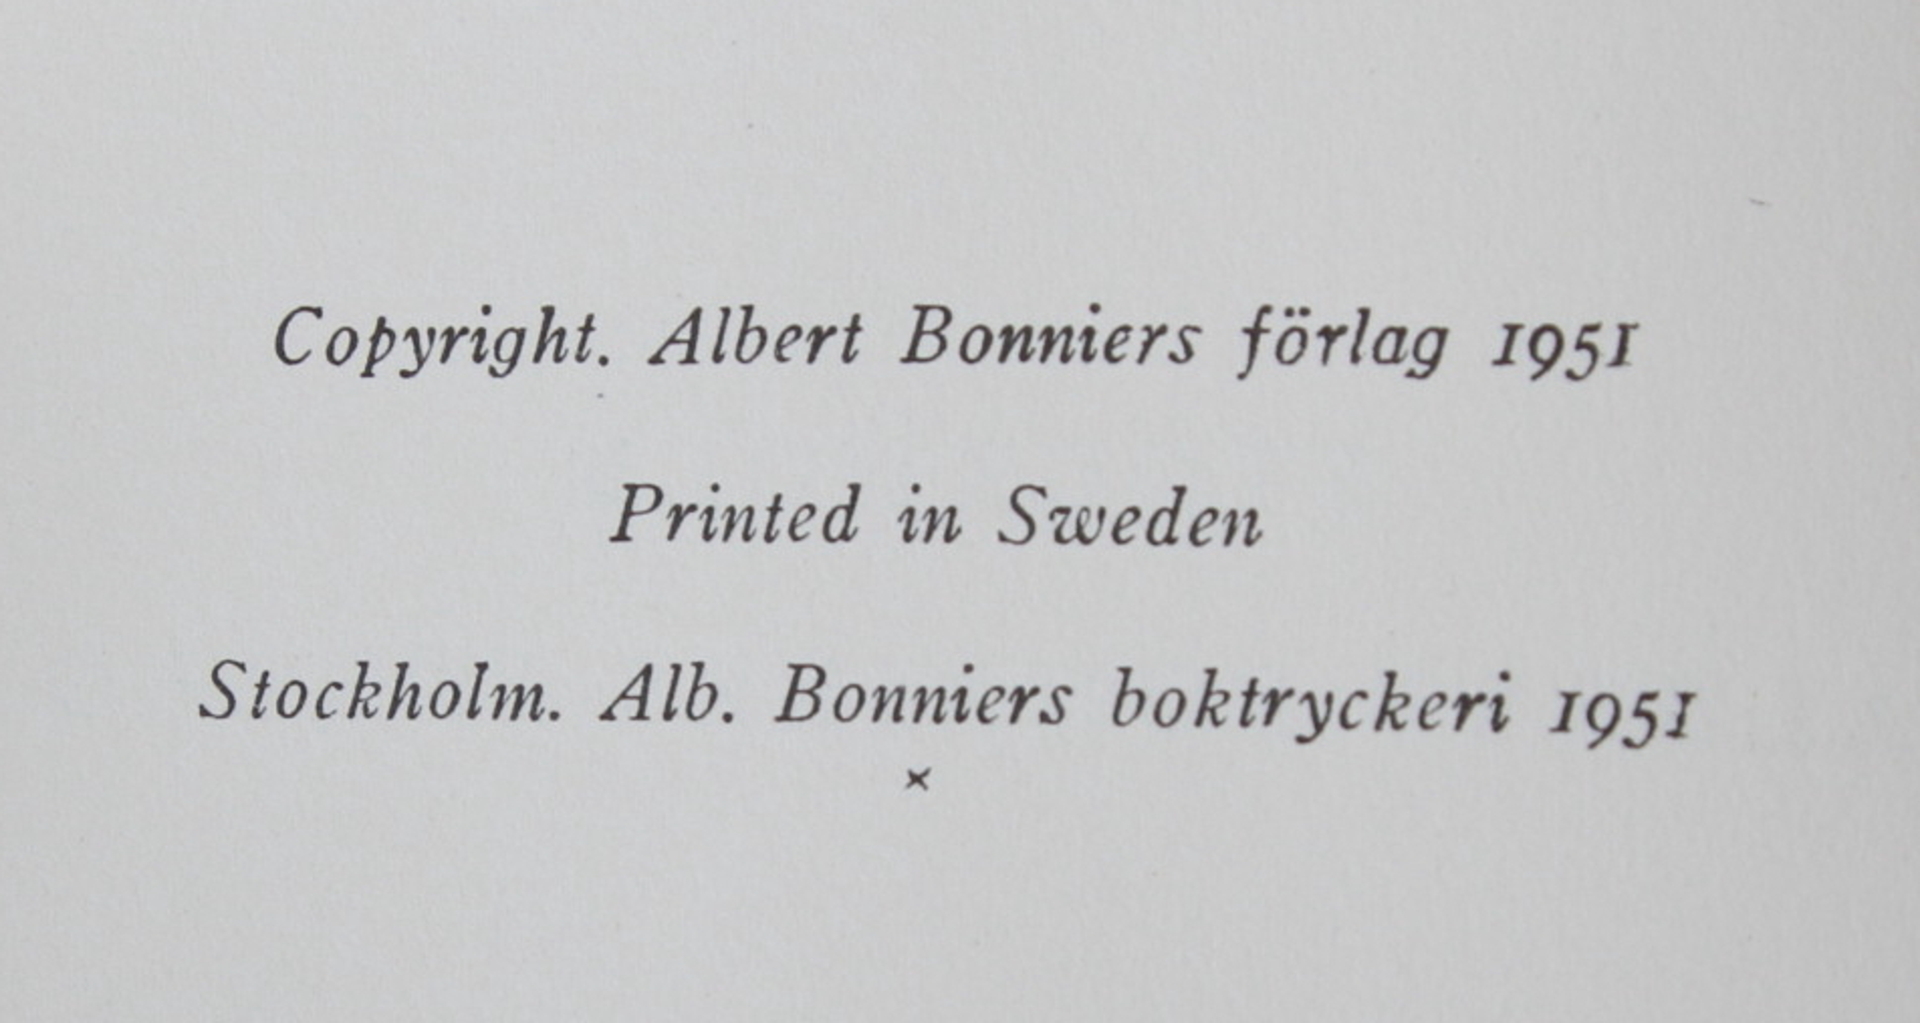 Copyright. Albert Bonniers förlag 1951
Printed in Sweden
Stockholm. Alb. Bonniers boktryckeri 1951
×